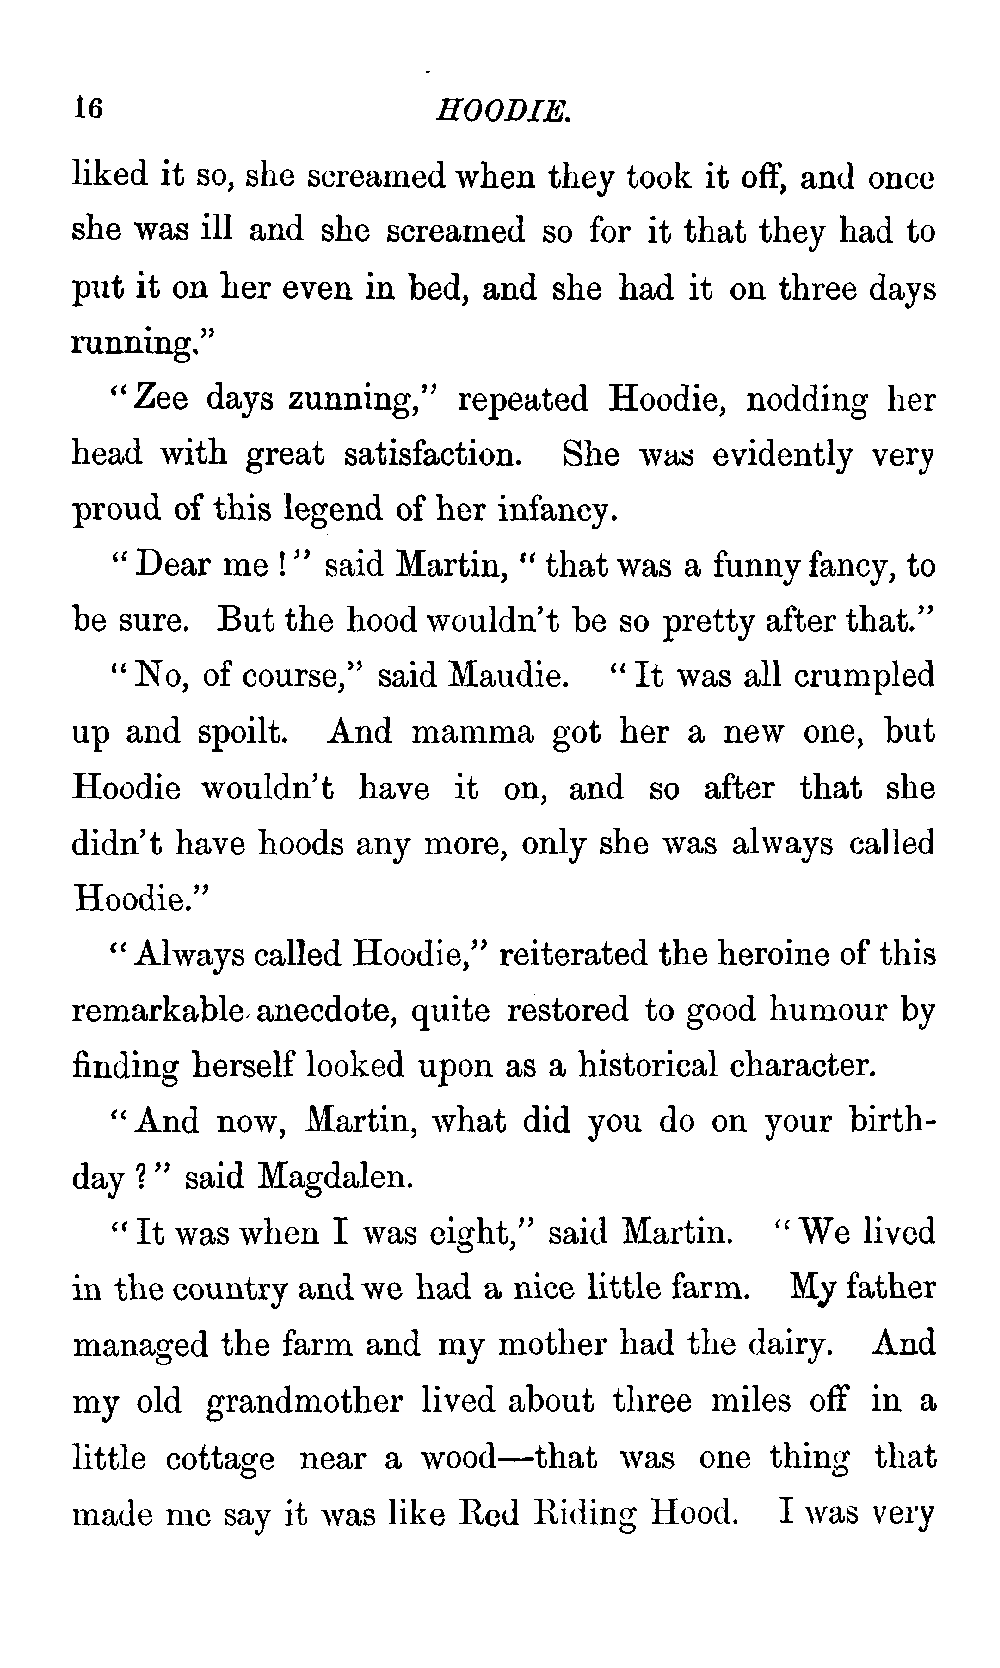 16 HOODIE.
liked it so, she screamed when they took it off, and once
she was ill and she screamed so for it that they had to
put it on her even in bed, and she had it on three days
running."
"Zee days zunning," repeated Hoodie, nodding her
head with great satisfaction. She was evidently very
proud of this legend of her infancy.
"Dear me!" said Martin, "that was a funny fancy, to
be sure. But the hood wouldn't be so pretty after that."
"No, of course," said Maudie. "It was all crumpled
up and spoilt. And mamma got her a new one, but
Hoodie wouldn't have it on, and so after that she
didn't have hoods any more, only she was always called
Hoodie."
"Always called Hoodie," reiterated the heroine of this
remarkable anecdote, quite restored to good humour by
finding herself looked upon as a historical character.
"And now, Martin, what did you do on your birth-
day?" said Magdalen.
"It was when I was eight," said Martin. "We lived
in the country and we had a nice little farm. My father
managed the farm and my mother had the dairy. And
my old grandmother lived about three miles off in a
little cottage near a wood—that was one thing that
made me say it was like Red Riding Hood. I was very